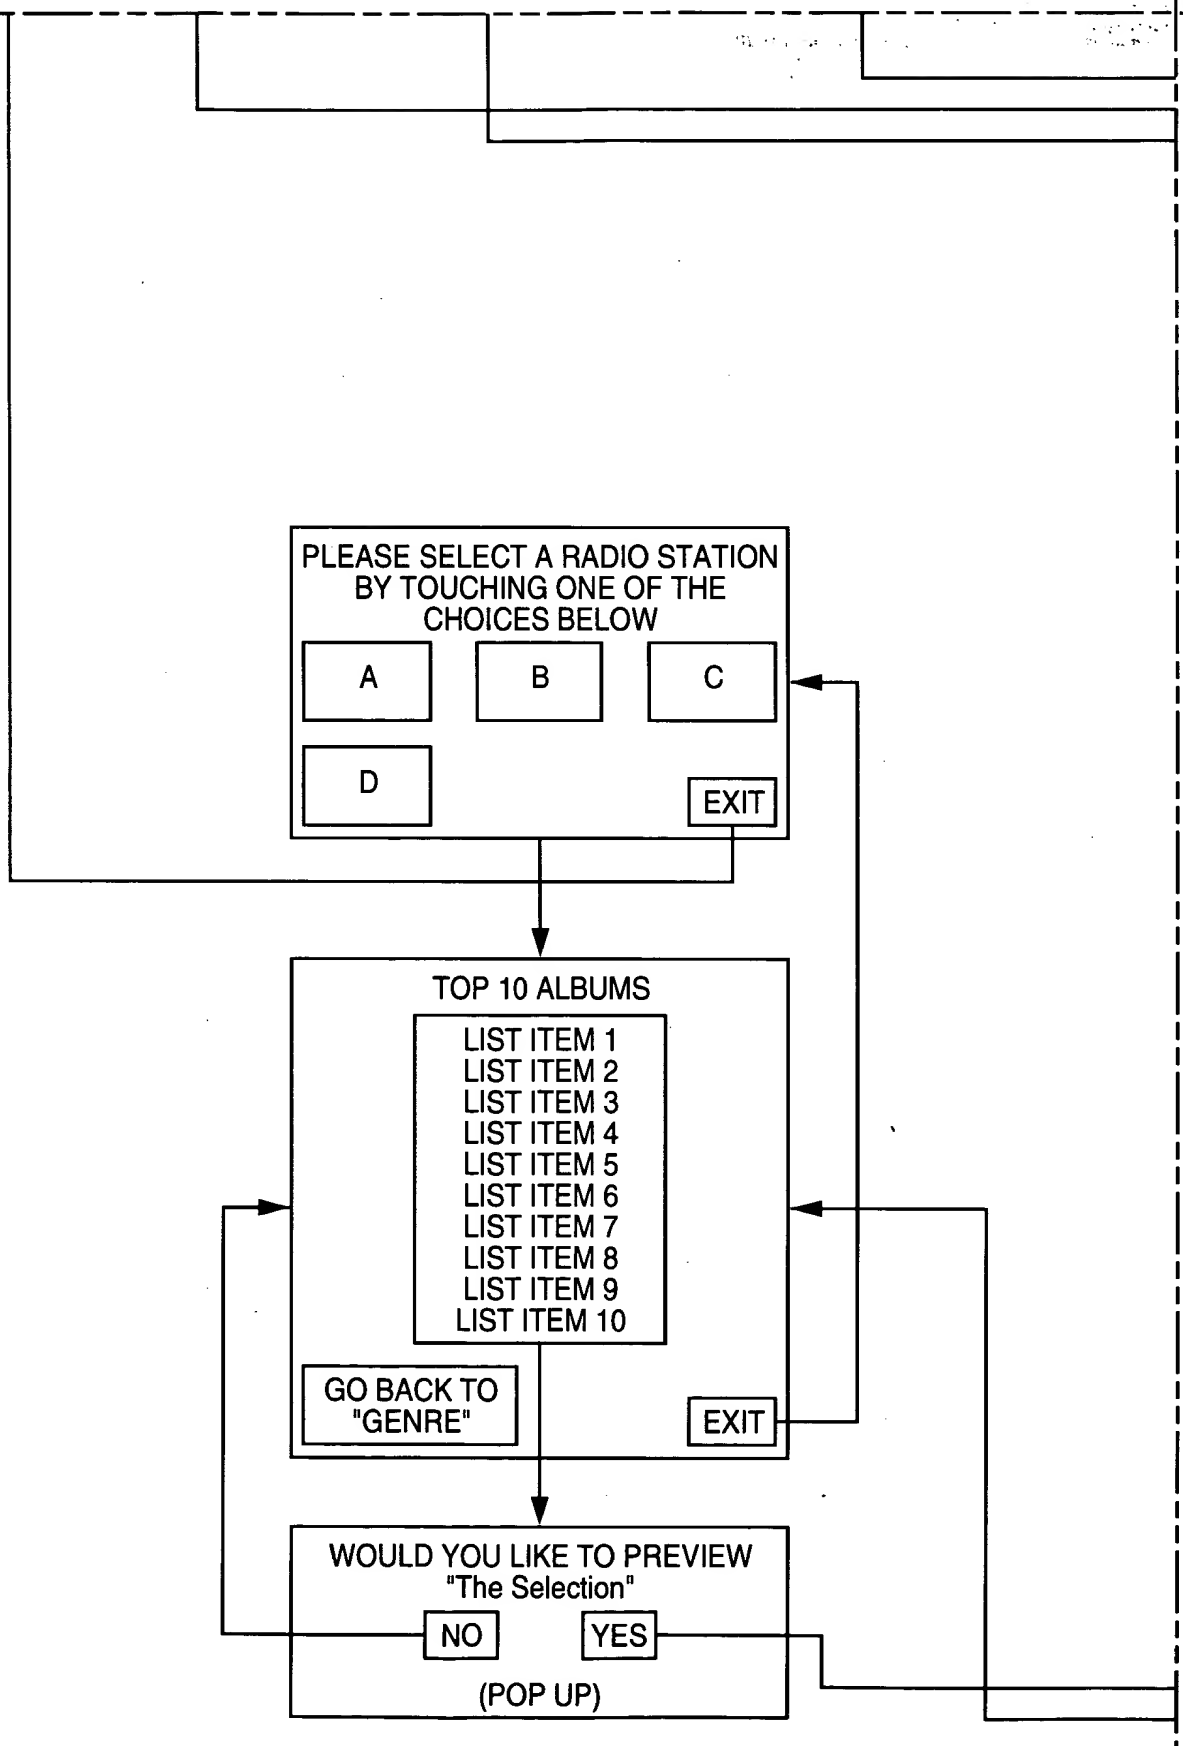 PLEASE SELECT A RADIO STATION
BY TOUCHING ONE OF THE
CHOICES BELOW
A B C
D
EXIT
TOP 10 ALBUMS
LIST ITEM 1
LIST ITEM 2
LIST ITEM 3
LIST ITEM 4
LIST ITEM 5
LIST ITEM 6
LIST ITEM 7
LIST ITEM 8
LIST ITEM 9
LIST ITEM 10
GO BACK TO
"GENRE"
EXIT
WOULD YOU LIKE TO PREVIEW
"The Selection"
NO YES
(POP UP)